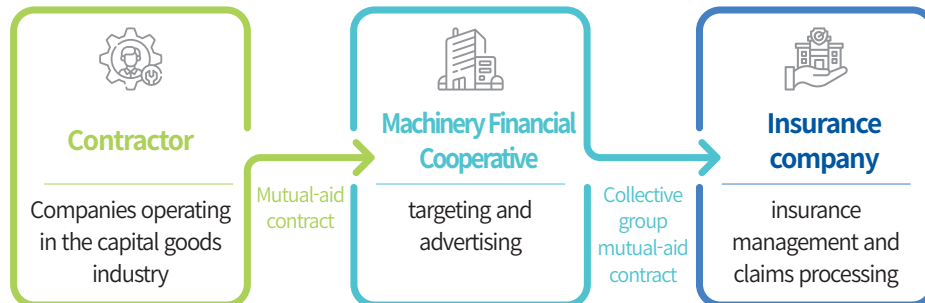 Contractor
Companies operating
in the capital goods
industry
Mutual-aid
contract
Machinery Financial
Cooperative
targeting and
advertising
Collective
group
mutual-aid
contract
Insurance
company
insurance
management and
claims processing